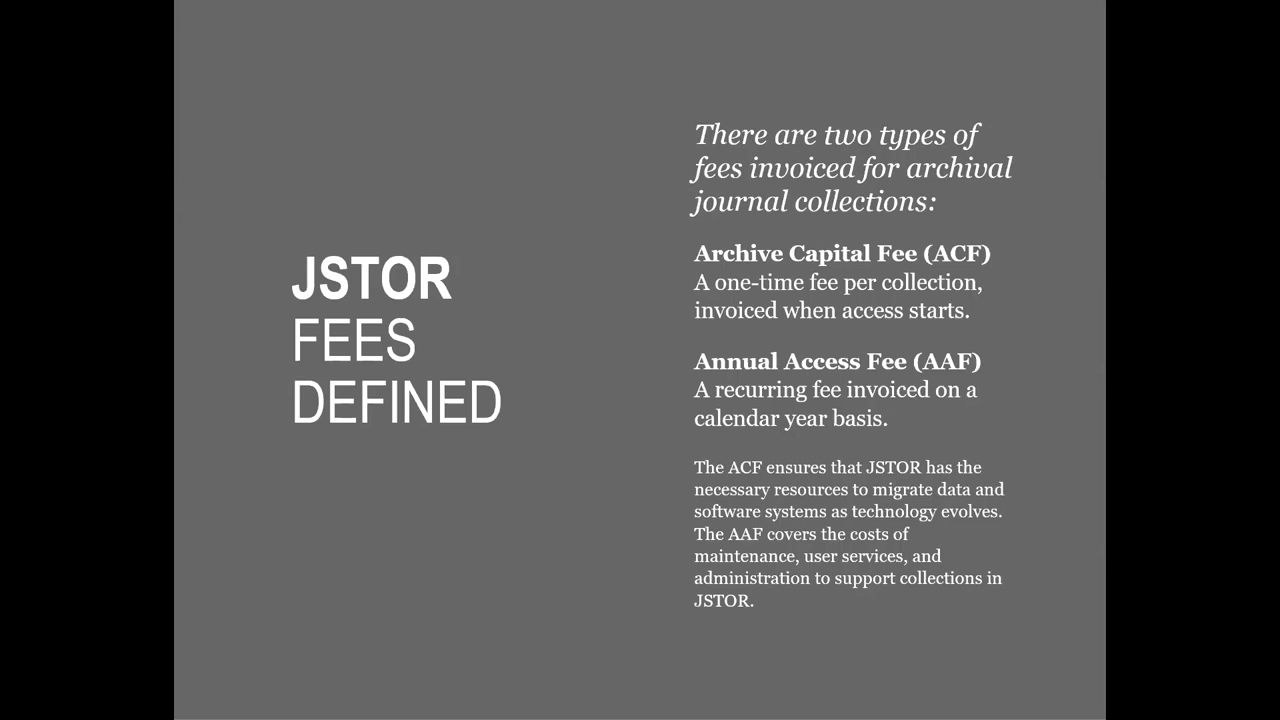 JSTOR
FEES
DEFINED
There are two types of
fees invoiced for archival
journal collections:
Archive Capital Fee (ACF)
A one-time fee per collection,
invoiced when access starts.
Annual Access Fee (AAF)
A recurring fee invoiced on a
calendar year basis.
The ACF ensures that JSTOR has the
necessary resources to migrate data and
software systems as technology evolves.
The AAF covers the costs of
maintenance, user services, and
administration to support collections in
JSTOR.